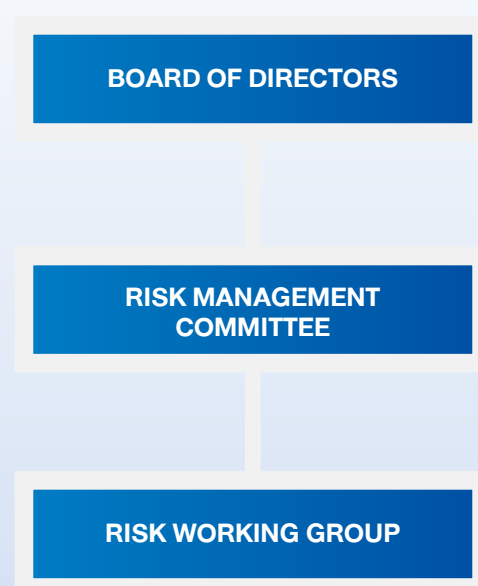 BOARD OF DIRECTORS
RISK MANAGEMENT
COMMITTEE
RISK WORKING GROUP